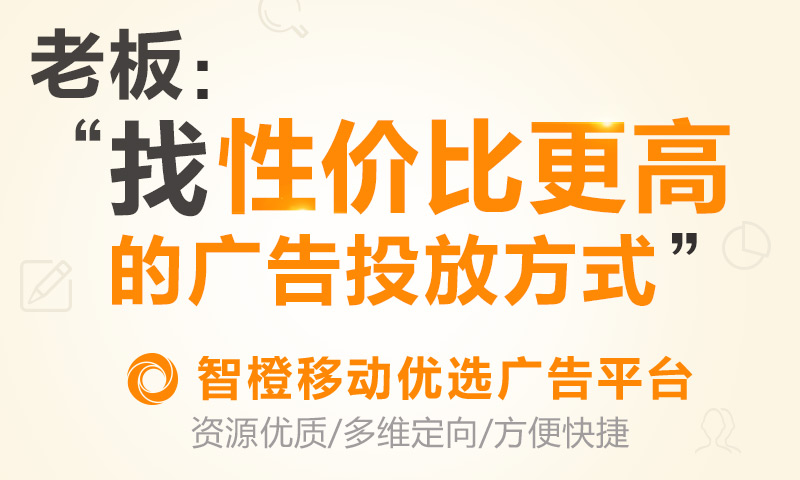 老板:
“找性价比更高
的广告投放方式”
智橙移动优选广告平台
资源优质/多维定向/方便快捷